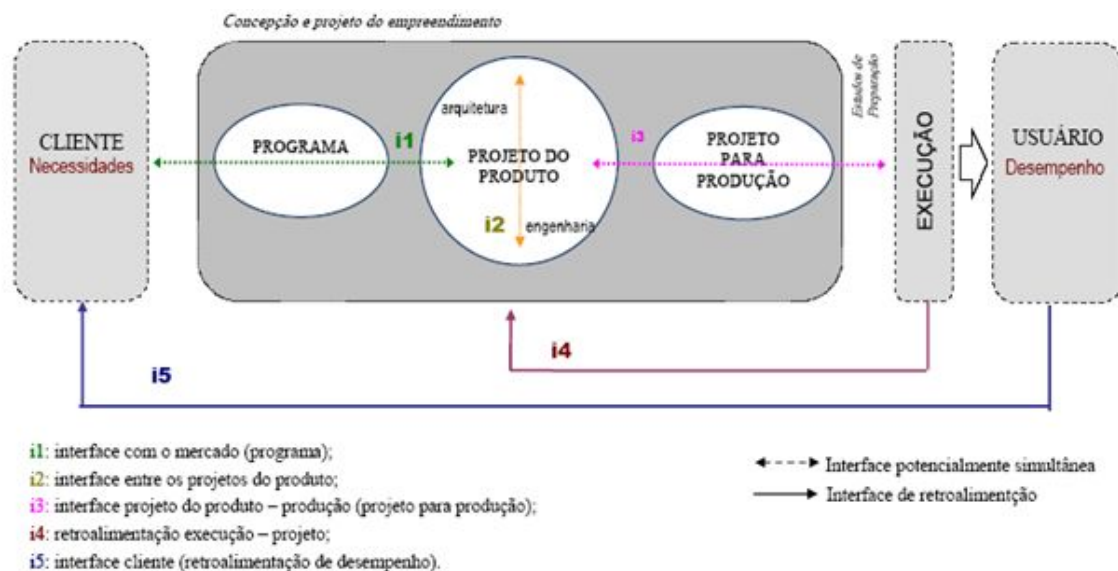 Concepção e projeto do empreendimento
CLIENTE
Necessidades
PROGRAMA
i1
arquitetura
PROJETO DO
PRODUTO
i2
engenharia
i3
PROJETO
PARA
PRODUÇÃO
Estudos de
Preparação
EXECUÇÃO
USUÁRIO
Desempenho
i4
i5
i1: interface com o mercado (programa);
i2: interface entre os projetos do produto;
i3: interface projeto do produto – produção (projeto para produção);
i4: retroalimentação execução – projeto;
i5: interface cliente (retroalimentação de desempenho).
Interface potencialmente simultânea
Interface de retroalimentção